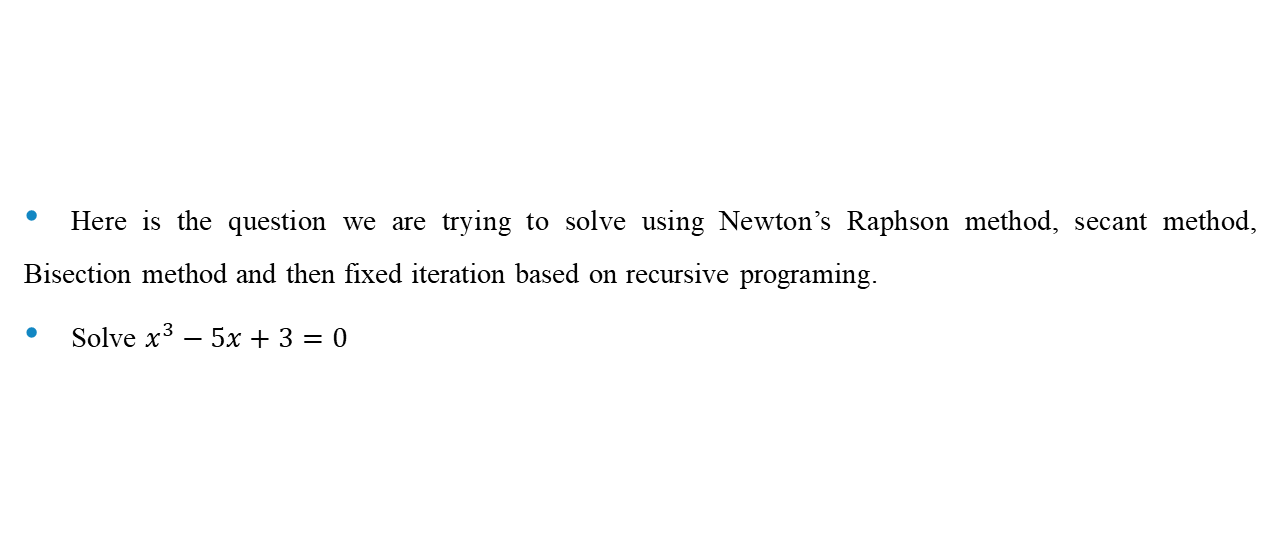 • Here is the question we are trying to solve using Newton’s Raphson method, secant method,
Bisection method and then fixed iteration based on recursive programing.
• Solve 𝑥³ − 5𝑥 + 3 = 0